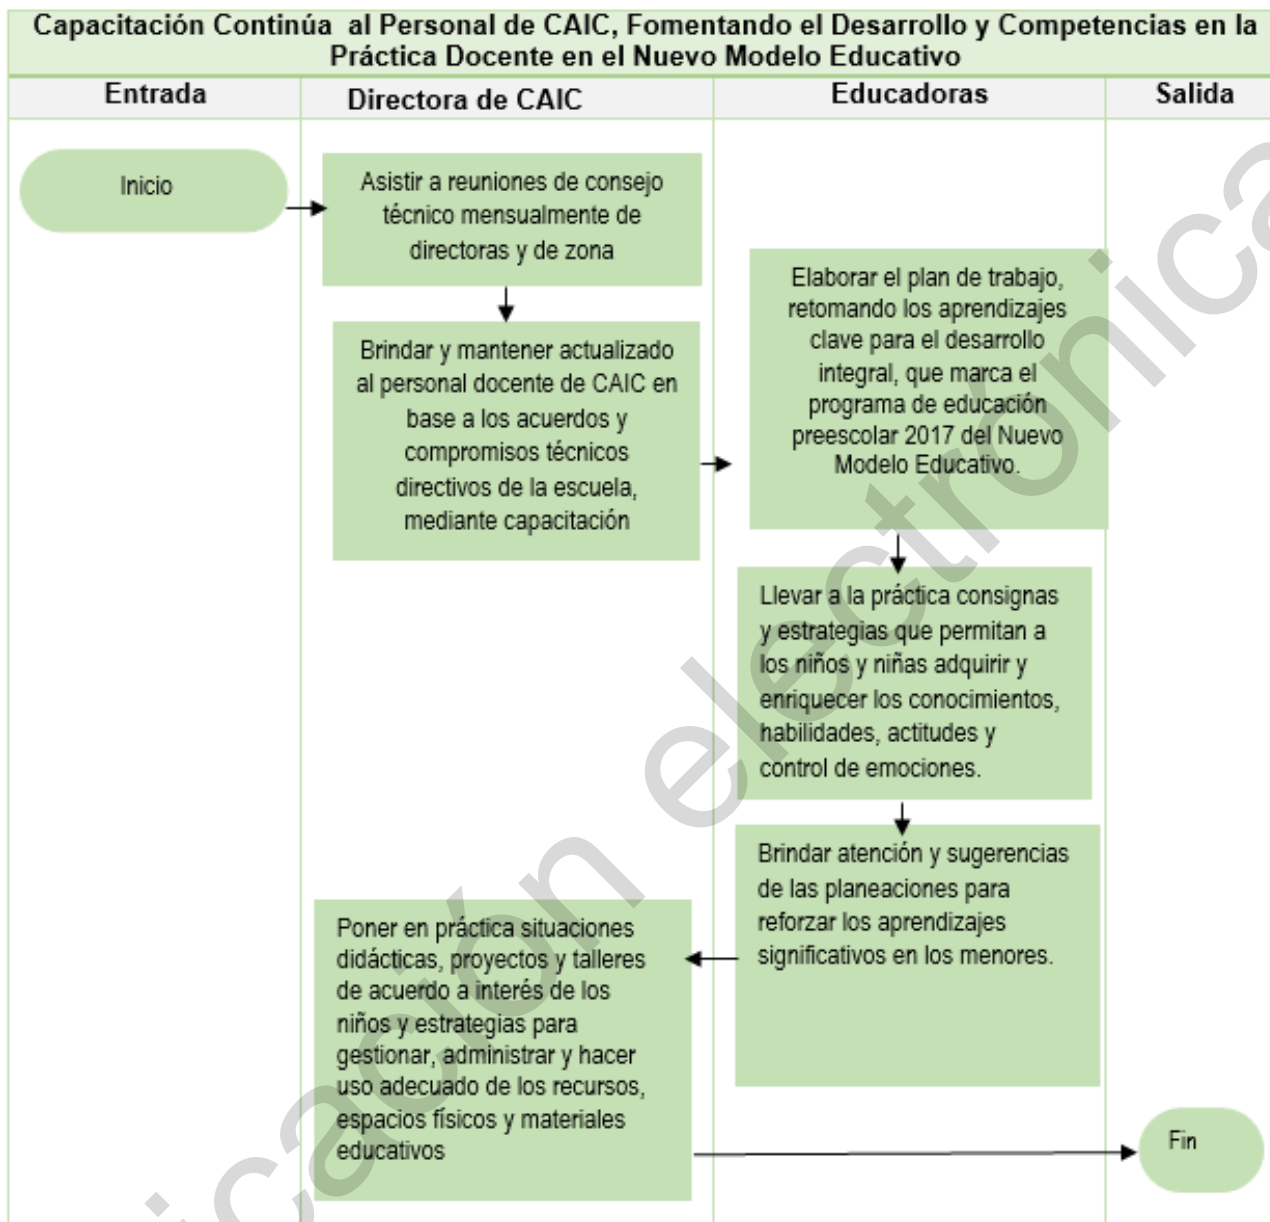 Capacitación Continúa al Personal de CAIC, Fomentando el Desarrollo y Competencias en la
Práctica Docente en el Nuevo Modelo Educativo
Entrada
Directora de CAIC
Educadoras
Salida
Inicio
Asistir a reuniones de consejo
técnico mensualmente de
directoras y de zona
Brindar y mantener actualizado
al personal docente de CAIC en
base a los acuerdos y
compromisos técnicos
directivos de la escuela,
mediante capacitación
Elaborar el plan de trabajo,
retomando los aprendizajes
clave para el desarrollo
integral, que marca el
programa de educación
preescolar 2017 del Nuevo
Modelo Educativo.
Llevar a la práctica consignas
y estrategias que permitan a
los niños y niñas adquirir y
enriquecer los conocimientos,
habilidades, actitudes y
control de emociones.
Brindar atención y sugerencias
de las planeaciones para
reforzar los aprendizajes
significativos en los menores.
Poner en práctica situaciones
didácticas, proyectos y talleres
de acuerdo a interés de los
niños y estrategias para
gestionar, administrar y hacer
uso adecuado de los recursos,
espacios físicos y materiales
educativos
Fin
icación electrónica